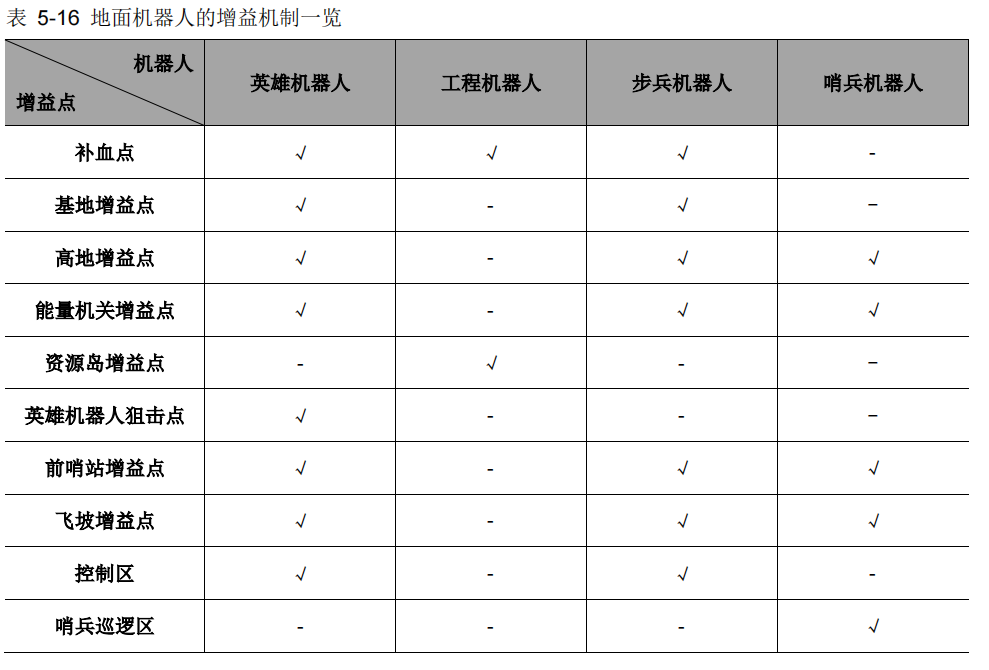 表 5-16 地面机器人的增益机制一览
机器人
增益点
英雄机器人 工程机器人 步兵机器人 哨兵机器人
补血点 √ √ √ -
基地增益点 √ - √ –
高地增益点 √ - √ √
能量机关增益点 √ - √ √
资源岛增益点 - √ - –
英雄机器人狙击点 √ - - –
前哨站增益点 √ - √ √
飞坡增益点 √ - √ √
控制区 √ - √ -
哨兵巡逻区 - - - √